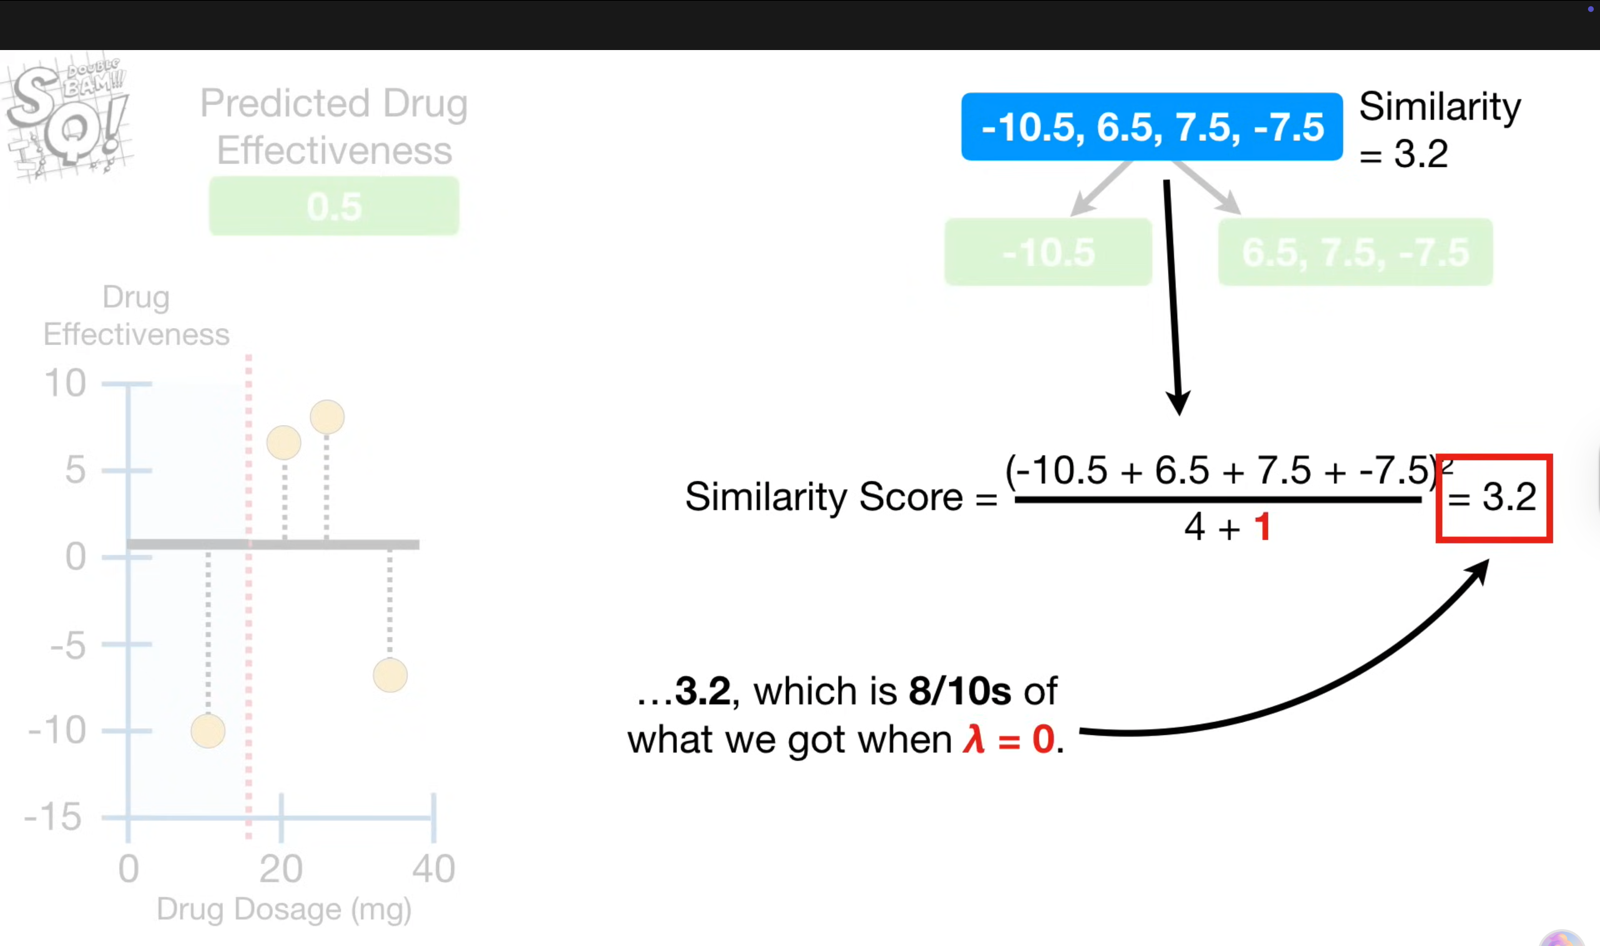 DOUBLE
BAM!!!
SQ!
Predicted Drug
Effectiveness
0.5
-10.5, 6.5, 7.5, -7.5
Similarity
= 3.2
-10.5
6.5, 7.5, -7.5
Drug
Effectiveness
10
5
0
-5
-10
-15
0 20 40
Drug Dosage (mg)
Similarity Score = (-10.5 + 6.5 + 7.5 + -7.5)² = 3.2
4 + 1
...3.2, which is 8/10s of
what we got when λ = 0.